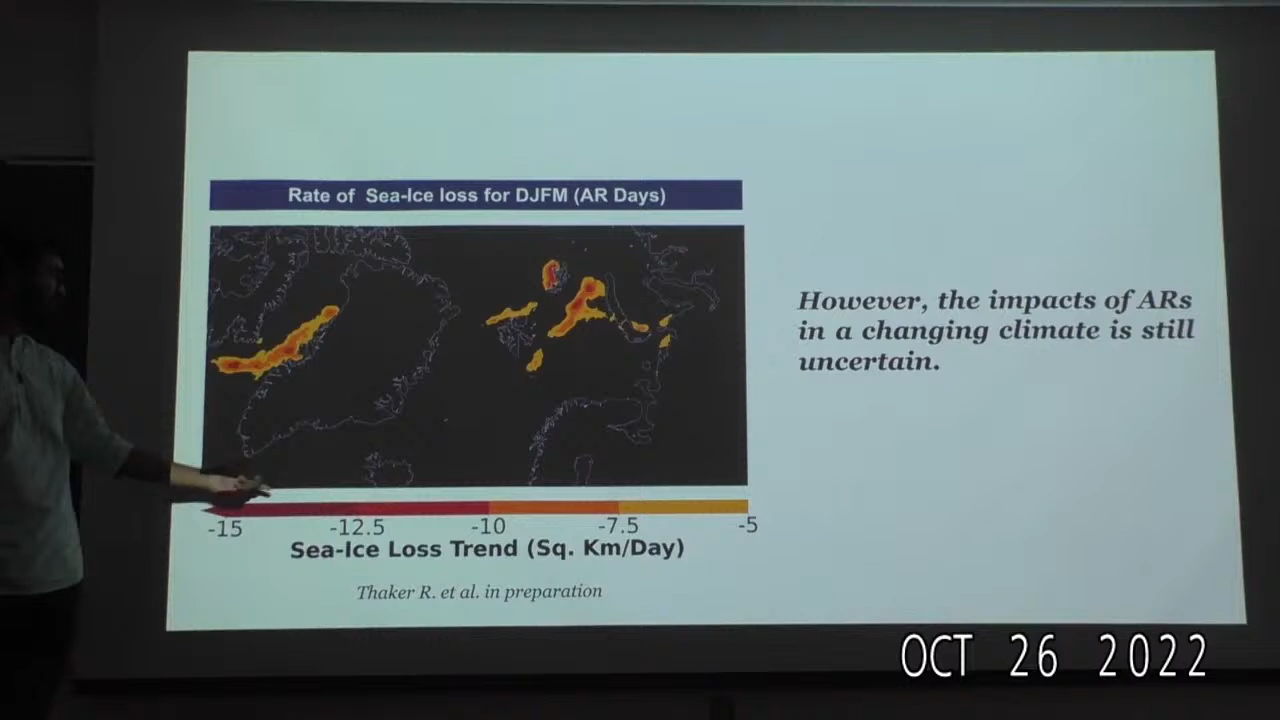 Rate of Sea-Ice loss for DJFM (AR Days)
However, the impacts of ARs
in a changing climate is still
uncertain.
-15 -12.5 -10 -7.5 -5
Sea-Ice Loss Trend (Sq. Km/Day)
Thaker R. et al. in preparation
OCT 26 2022